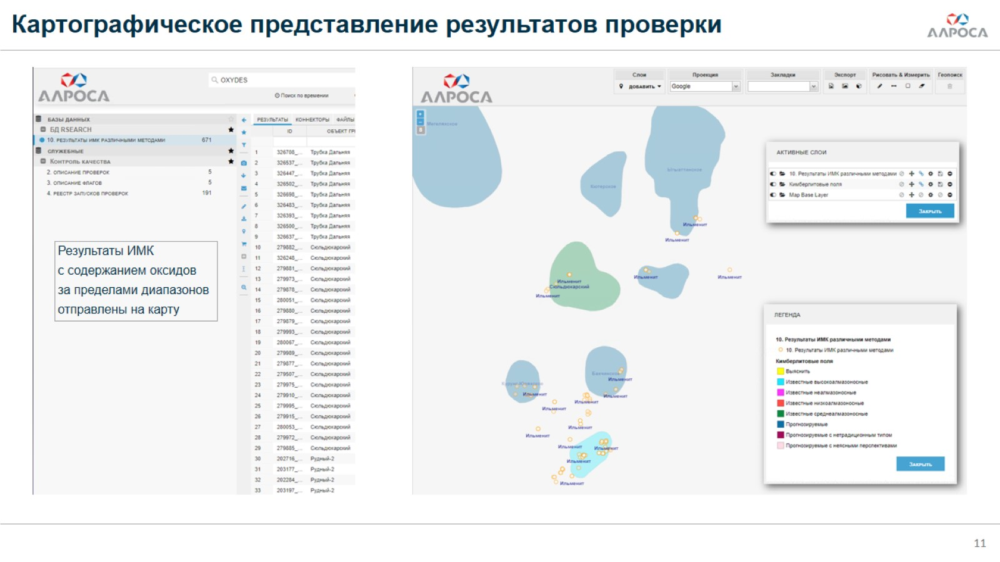 Картографическое представление результатов проверки
АЛРОСА
АЛРОСА
OXYDES
Поиск по времени
БАЗЫ ДАННЫХ
БД RSEARCH
10. РЕЗУЛЬТАТЫ ИМК РАЗЛИЧНЫМИ МЕТОДАМИ 671
СЛУЖЕБНЫЕ
КОНТРОЛЬ КАЧЕСТВА
2. ОПИСАНИЕ ПРОВЕРОК 5
3. ОПИСАНИЕ ФЛАГОВ 5
4. РЕЕСТР ЗАПУСКОВ ПРОВЕРОК 191
Результаты ИМК
с содержанием оксидов
за пределами диапазонов
отправлены на карту
РЕЗУЛЬТАТЫ КОННЕКТОРЫ ФАЙЛЫ
ID ОБЪЕКТ ГР
1 326708_... Трубка Дальняя
2 326537_... Трубка Дальняя
3 326447_... Трубка Дальняя
4 326502_... Трубка Дальняя
5 326698_... Трубка Дальняя
6 326483_... Трубка Дальняя
7 326393_... Трубка Дальняя
8 326500_... Трубка Дальняя
9 326637_... Трубка Дальняя
10 279882_... Сюльдюкарский
11 326248_... Сюльдюкарский
12 279881_... Сюльдюкарский
13 279973_... Сюльдюкарский
14 279878_... Сюльдюкарский
15 280051_... Сюльдюкарский
16 279880_... Сюльдюкарский
17 279879_... Сюльдюкарский
18 279993_... Сюльдюкарский
19 280067_... Сюльдюкарский
20 279989_... Сюльдюкарский
21 279877_... Сюльдюкарский
22 279507_... Сюльдюкарский
23 279975_... Сюльдюкарский
24 279910_... Сюльдюкарский
25 279995_... Сюльдюкарский
26 279915_... Сюльдюкарский
27 280053_... Сюльдюкарский
28 279972_... Сюльдюкарский
29 279885_... Сюльдюкарский
30 202716_... Рудный-2
31 203177_... Рудный-2
32 202284_... Рудный-2
33 203197_... Рудный-2
АЛРОСА
Слои Проекция Закладки Экспорт Рисовать & Измерить Геопоиск
ДОБАВИТЬ Google
Ильменит
Ильменит
Ильменит
Ильменит
Ильменит
Сюльдюкарский
Ильменит
Ильменит
Ильменит
Ильменит
Ильменит
Ильменит
Ильменит
Ильменит
Ильменит
Ильменит
Ильменит
Ильменит
АКТИВНЫЕ СЛОИ
10. Результаты ИМК различными методами
Кимберлитовые поля
Map Base Layer
ЗАКРЫТЬ
ЛЕГЕНДА
10. Результаты ИМК различными методами
10. Результаты ИМК различными методами
Кимберлитовые поля
Выяснить
Известные высокоалмазоносные
Известные неалмазоносные
Известные низкоалмазоносные
Известные среднеалмазоносные
Прогнозируемые
Прогнозируемые с нетрадиционным типом
Прогнозируемые с неясными перспективами
ЗАКРЫТЬ
11